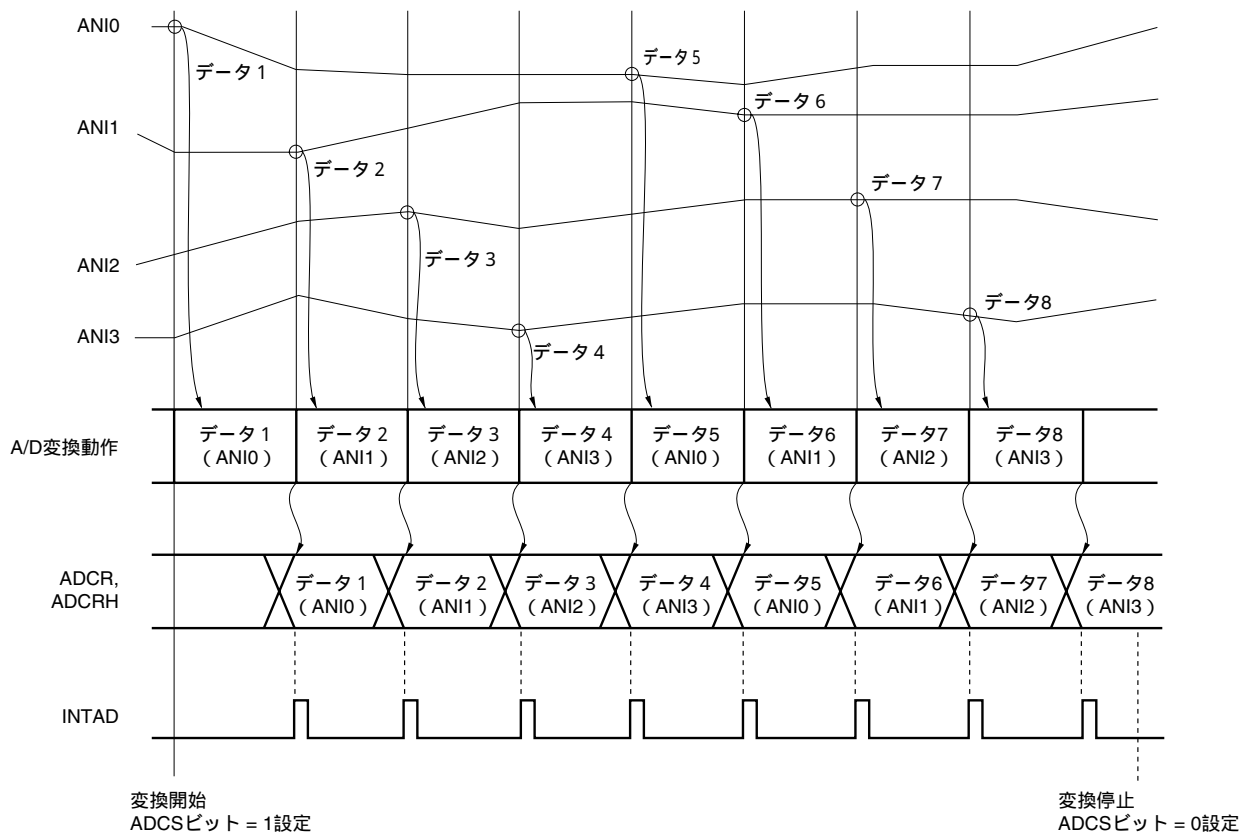 ANI0
データ 1
データ 5
データ 6
ANI1
データ 2
データ 7
ANI2
データ 3
データ8
ANI3
データ 4
A/D変換動作
データ 1
（ ANI0 ）
データ 2
（ ANI1 ）
データ 3
（ ANI2 ）
データ 4
（ ANI3 ）
データ5
（ ANI0 ）
データ6
（ ANI1 ）
データ7
（ ANI2 ）
データ8
（ ANI3 ）
ADCR,
ADCRH
データ 1
（ANI0 ）
データ 2
（ANI1 ）
データ 3
（ANI2 ）
データ 4
（ANI3 ）
データ5
（ANI0 ）
データ6
（ANI1 ）
データ7
（ANI2 ）
データ8
（ANI3 ）
INTAD
変換開始
ADCSビット = 1設定
変換停止
ADCSビット = 0設定